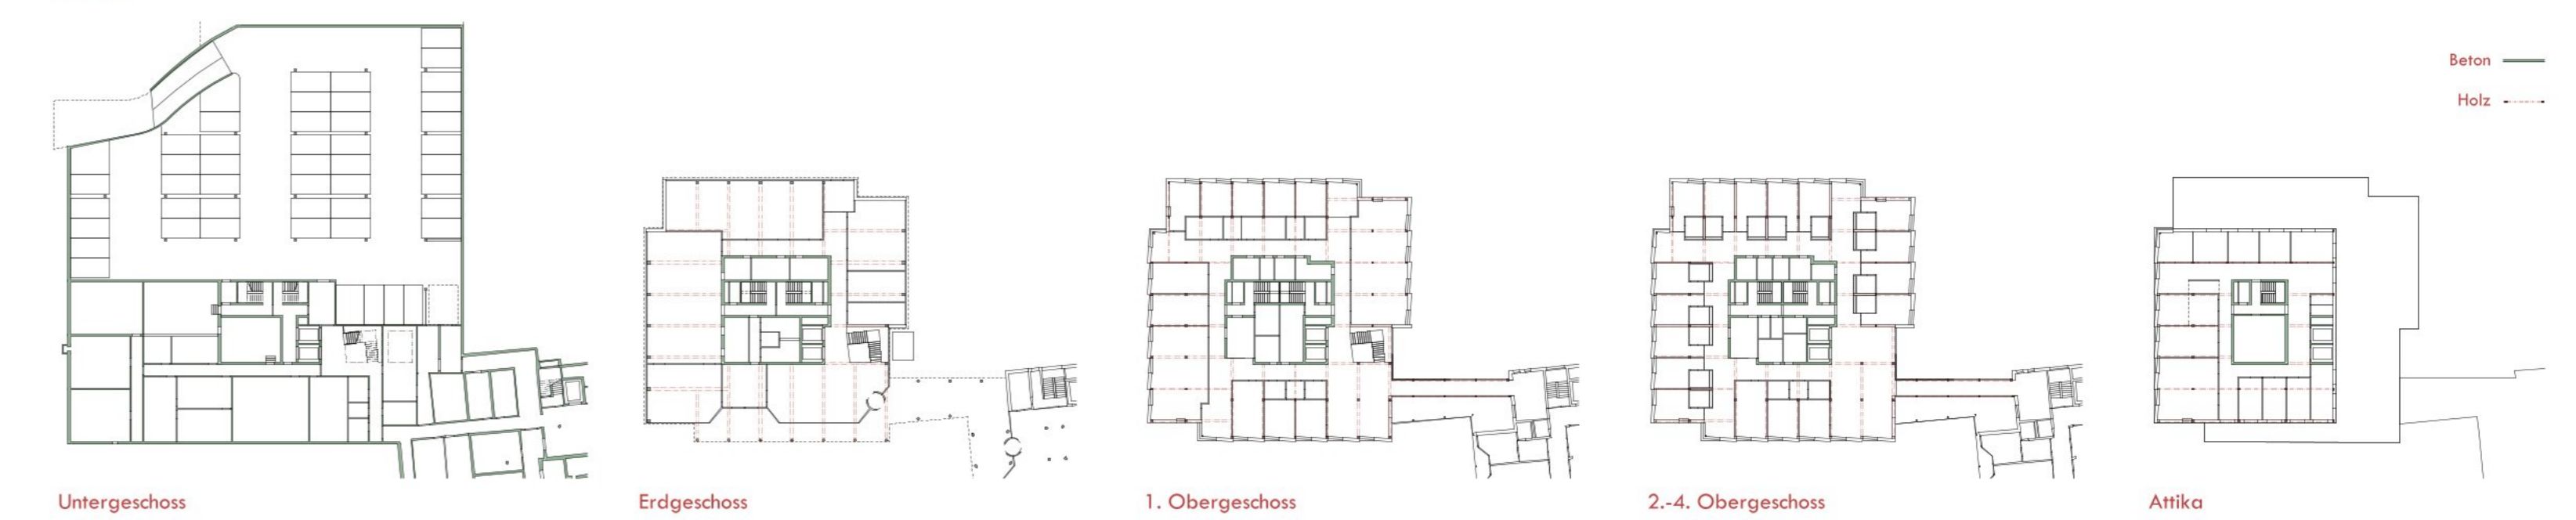 Beton
Holz
Untergeschoss
Erdgeschoss
1. Obergeschoss
2.-4. Obergeschoss
Attika